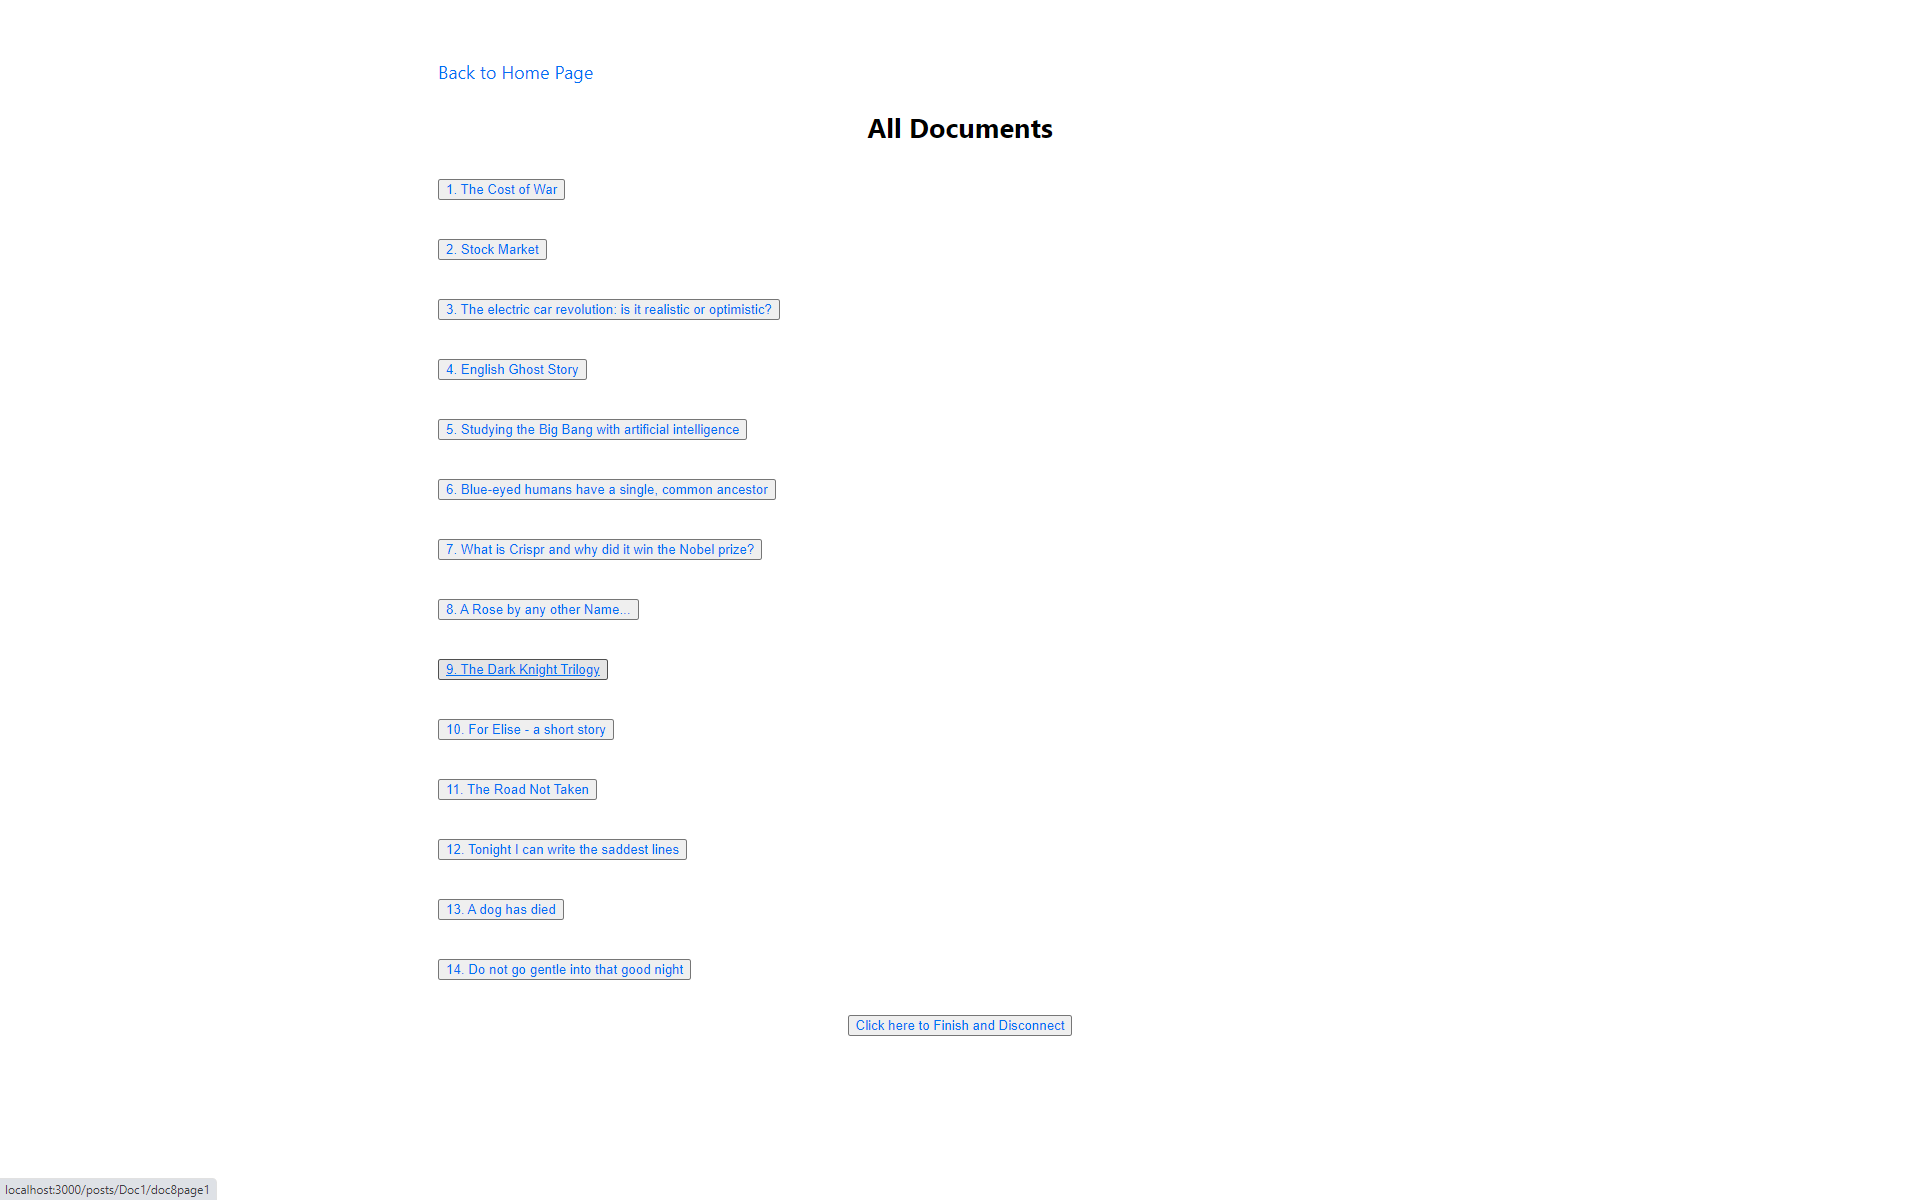 Back to Home Page
All Documents
1. The Cost of War
2. Stock Market
3. The electric car revolution: is it realistic or optimistic?
4. English Ghost Story
5. Studying the Big Bang with artificial intelligence
6. Blue-eyed humans have a single, common ancestor
7. What is Crispr and why did it win the Nobel prize?
8. A Rose by any other Name...
9. The Dark Knight Trilogy
10. For Elise - a short story
11. The Road Not Taken
12. Tonight I can write the saddest lines
13. A dog has died
14. Do not go gentle into that good night
Click here to Finish and Disconnect
localhost:3000/posts/Doc1/doc8page1